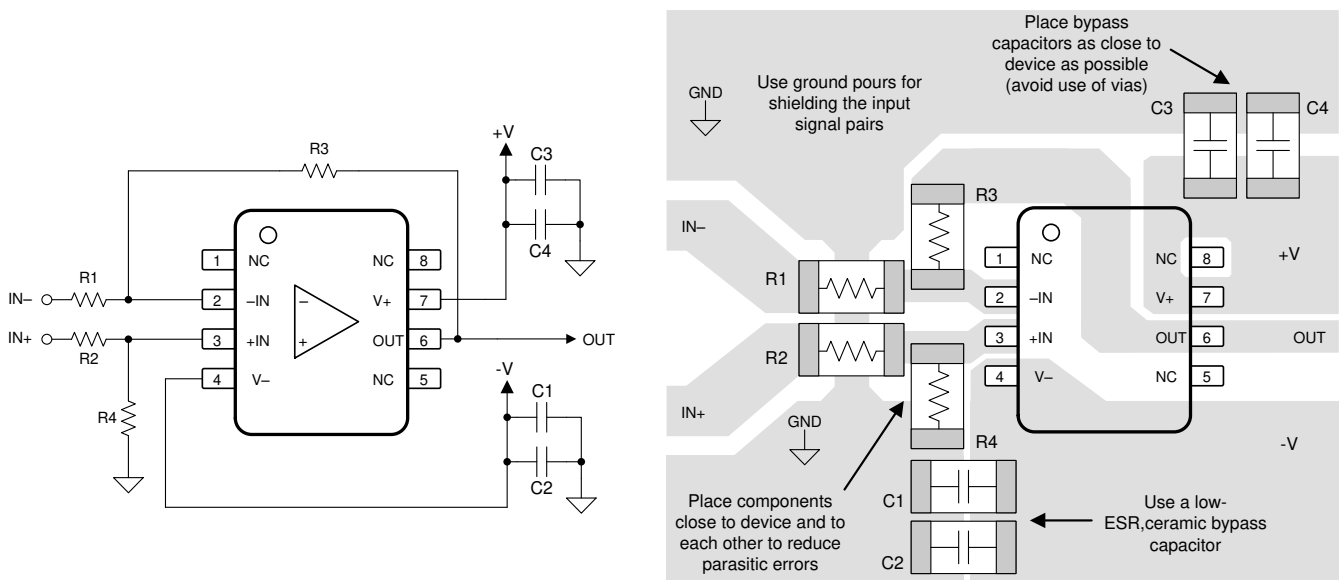 +V
C3
C4
R3
1
NC
NC
8
IN–
R1
2
–IN
V+
7
–
IN+
R2
3
+IN
+
OUT
6
OUT
4
V–
NC
5
R4
-V
C1
C2
Place bypass
capacitors as close to
device as possible
(avoid use of vias)
GND
Use ground pours for
shielding the input
signal pairs
C3
C4
R3
IN–
1
NC
NC
8
+V
R1
2
–IN
V+
7
3
+IN
OUT
6
OUT
R2
4
V–
NC
5
IN+
GND
R4
-V
Place components
close to device and to
each other to reduce
parasitic errors
C1
C2
Use a low-
ESR,ceramic bypass
capacitor